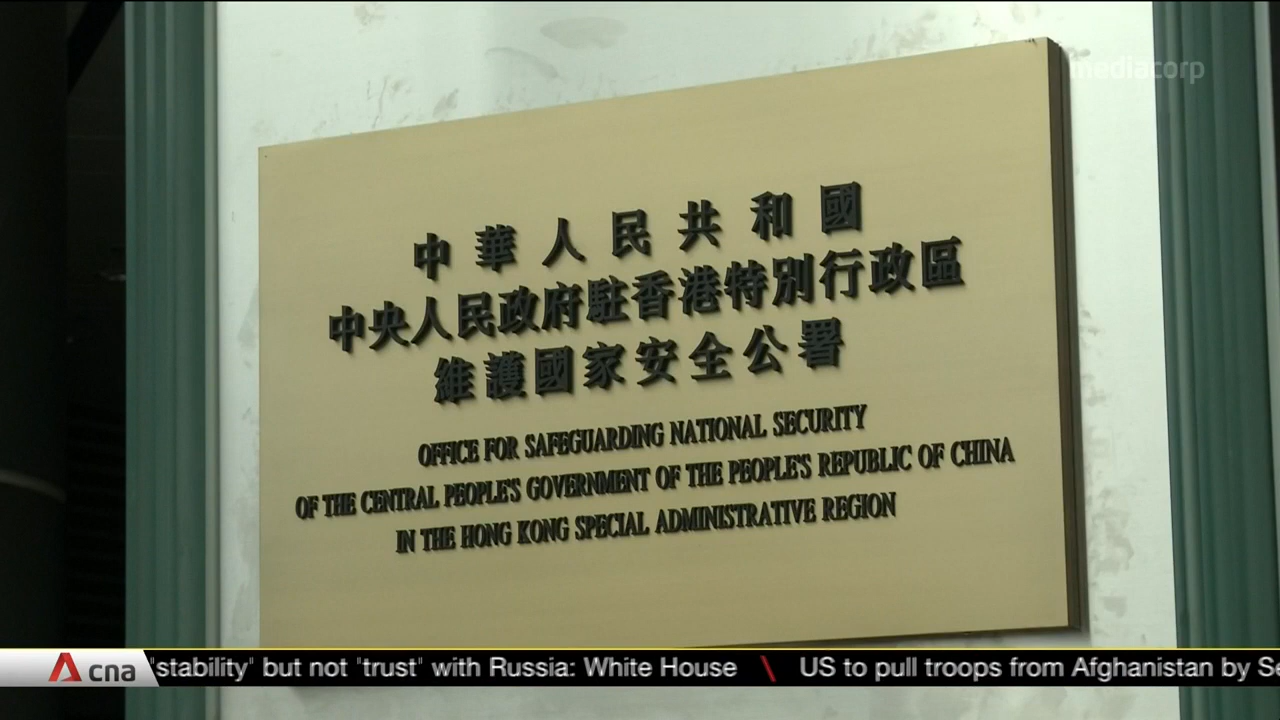 mediacorp
中華人民共和國
中央人民政府駐香港特別行政區
維護國家安全公署
OFFICE FOR SAFEGUARDING NATIONAL SECURITY
OF THE CENTRAL PEOPLE'S GOVERNMENT OF THE PEOPLE'S REPUBLIC OF CHINA
IN THE HONG KONG SPECIAL ADMINISTRATIVE REGION
cna "stability" but not "trust" with Russia: White House \ US to pull troops from Afghanistan by Se